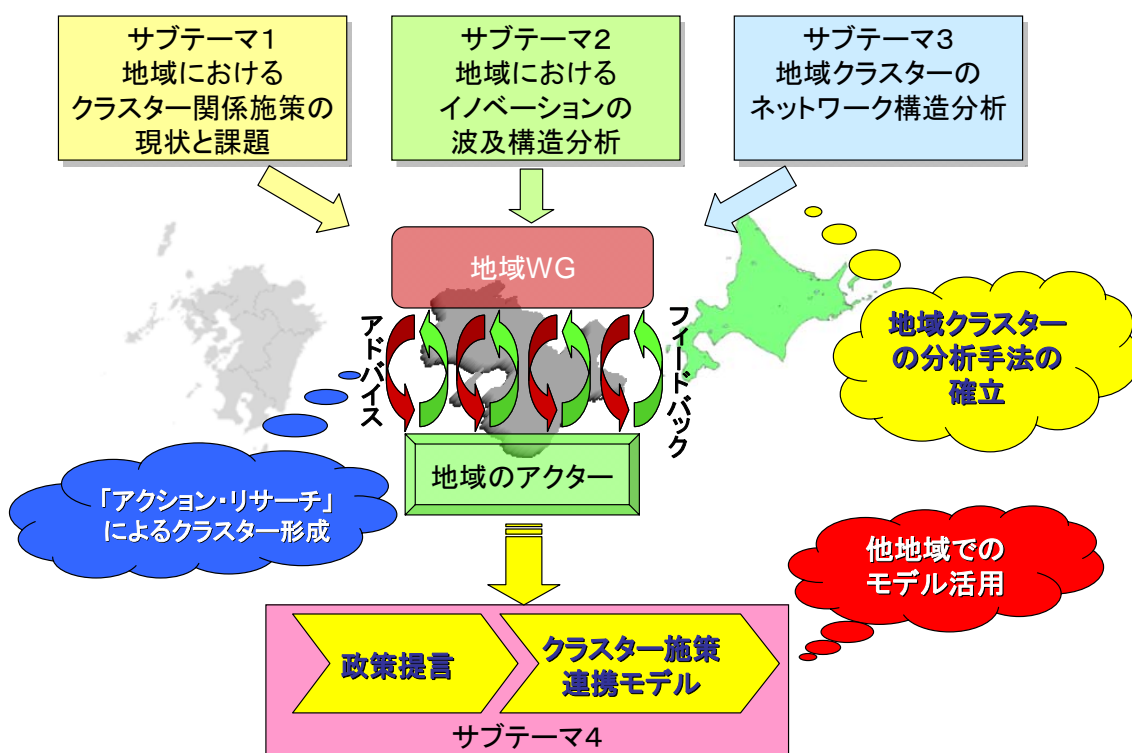 サブテーマ1
地域における
クラスター関係施策の
現状と課題
サブテーマ2
地域における
イノベーションの
波及構造分析
サブテーマ3
地域クラスターの
ネットワーク構造分析
地域WG
アドバイス
フィードバック
地域クラスター
の分析手法の
確立
地域のアクター
「アクション・リサーチ」
によるクラスター形成
他地域での
モデル活用
政策提言
クラスター施策
連携モデル
サブテーマ4